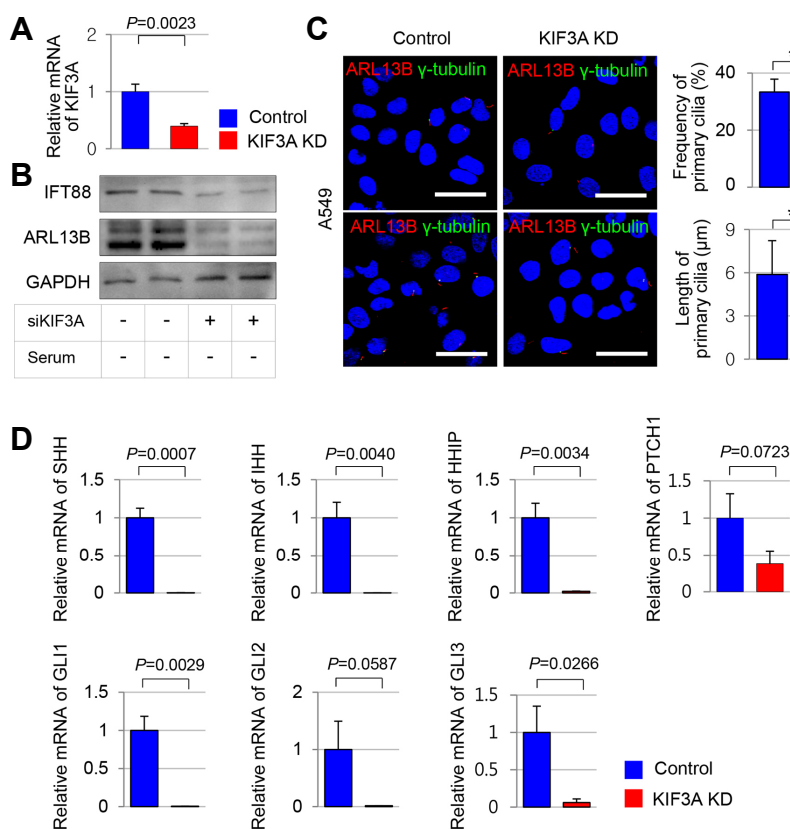 A
Relative mRNA
of KIF3A
2
1
0
P=0.0023
Control
KIF3A KD
B
IFT88
ARL13B
GAPDH
siKIF3A - - + +
Serum - - - -
C
Control KIF3A KD
A549
ARL13B γ-tubulin ARL13B γ-tubulin
ARL13B γ-tubulin ARL13B γ-tubulin
Frequency of
primary cilia (%)
40
20
0
Length of
primary cilia (μm)
9
6
3
0
D
Relative mRNA of SHH
P=0.0007
1.5
1
0.5
0
Relative mRNA of IHH
P=0.0040
1.5
1
0.5
0
Relative mRNA of HHIP
P=0.0034
1.5
1
0.5
0
Relative mRNA of PTCH1
P=0.0723
1.5
1
0.5
0
Relative mRNA of GLI1
P=0.0029
1.5
1
0.5
0
Relative mRNA of GLI2
P=0.0587
2
1
0
Relative mRNA of GLI3
P=0.0266
1.5
1
0.5
0
Control
KIF3A KD